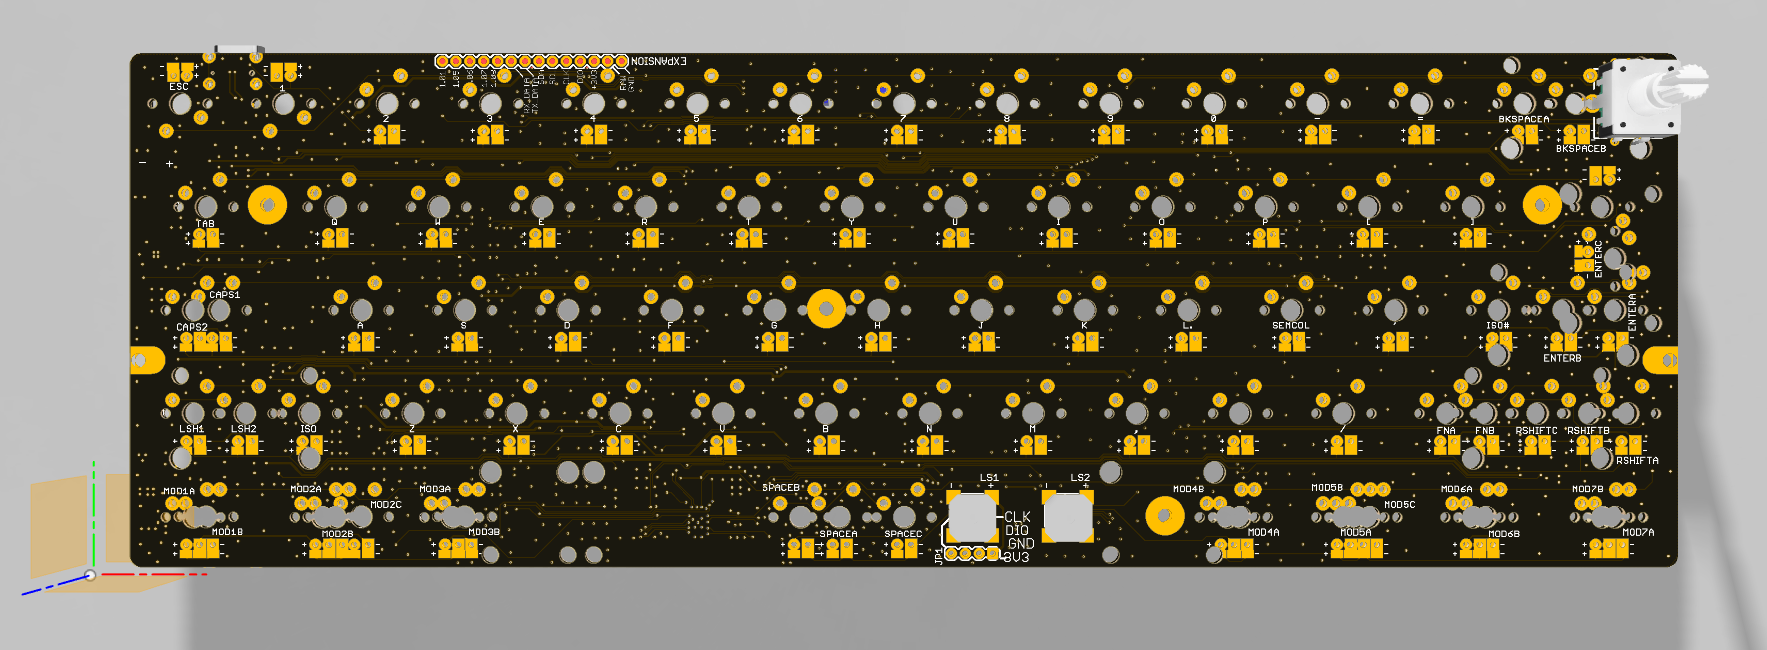 EXPANSION
ESC
1
2
3
4
5
6
7
8
9
0
-
=
BKSPACEA
BKSPACEB
TAB
Q
W
E
R
T
Y
U
I
O
P
ENTERC
CAPS1
CAPS2
A
S
D
F
G
H
J
K
L
SEMCOL
'
ISO#
ENTERB
ENTERA
LSH1
LSH2
ISO
Z
X
C
V
B
N
M
,
.
/
FNA
FNB
RSHIFTC
RSHIFTB
RSHIFTA
MOD1A
MOD1B
MOD2A
MOD2C
MOD2B
MOD3A
MOD3B
SPACEB
SPACEA
SPACEC
LS1
LS2
CLK
DIO
GND
3V3
JP1
MOD4B
MOD4A
MOD5B
MOD5C
MOD5A
MOD6A
MOD6B
MOD7B
MOD7A